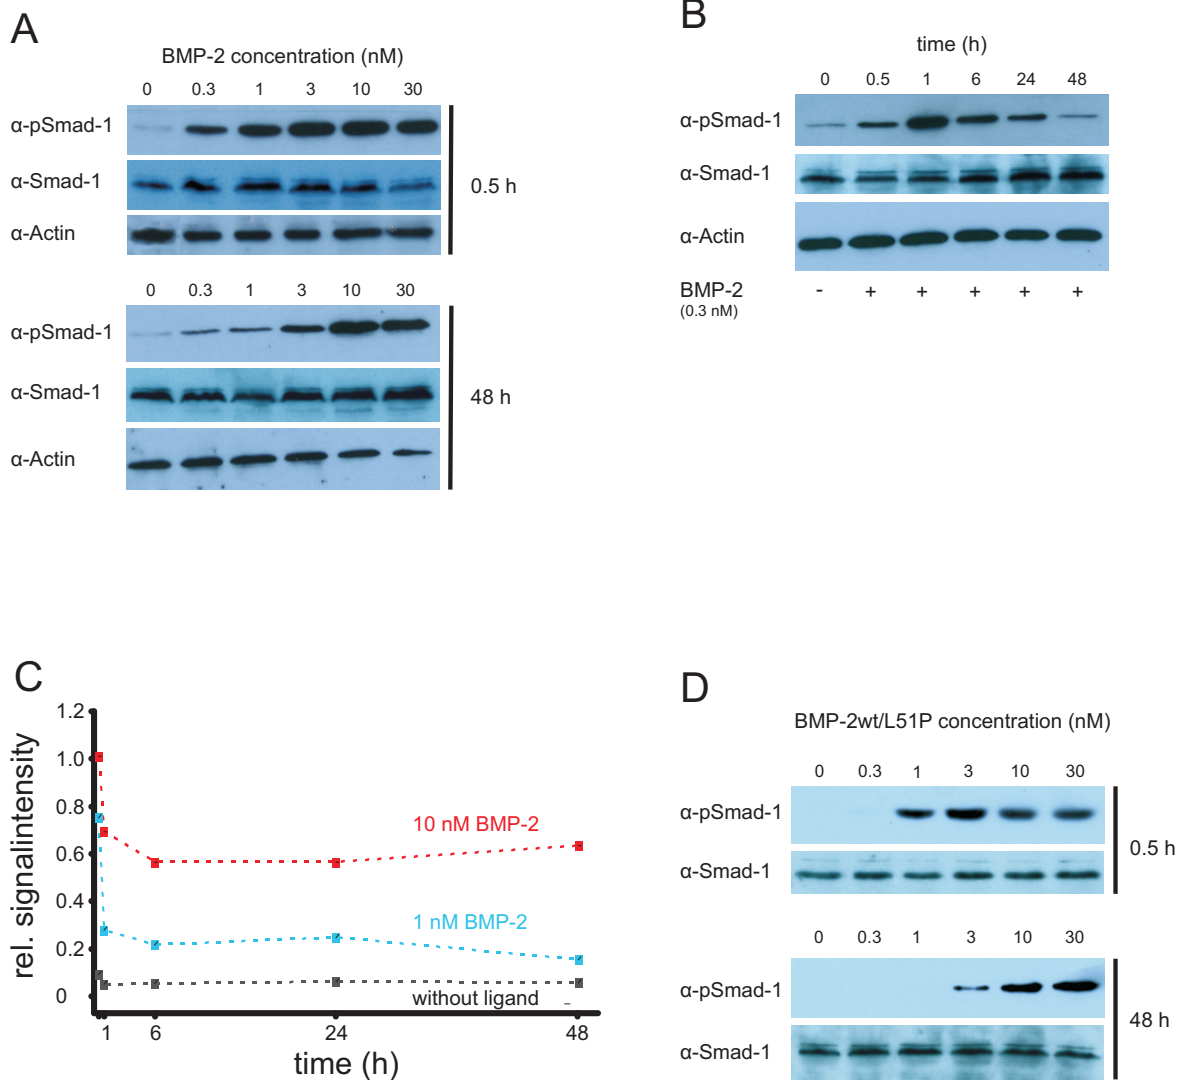 A
BMP-2 concentration (nM)
0 0.3 1 3 10 30
α-pSmad-1
α-Smad-1
0.5 h
α-Actin
0 0.3 1 3 10 30
α-pSmad-1
α-Smad-1
48 h
α-Actin
B
time (h)
0 0.5 1 6 24 48
α-pSmad-1
α-Smad-1
α-Actin
BMP-2 - + + + + +
(0.3 nM)
C
1.2
1.0
0.8
0.6
0.4
0.2
0
rel. signalintensity
10 nM BMP-2
1 nM BMP-2
without ligand
1 6 24 48
time (h)
D
BMP-2wt/L51P concentration (nM)
0 0.3 1 3 10 30
α-pSmad-1
0.5 h
α-Smad-1
0 0.3 1 3 10 30
α-pSmad-1
48 h
α-Smad-1